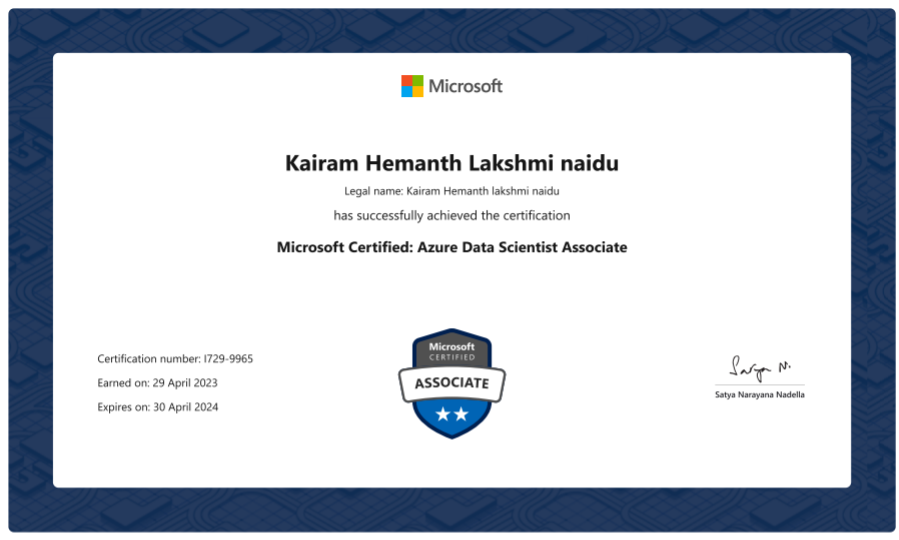 Microsoft
Kairam Hemanth Lakshmi naidu
Legal name: Kairam Hemanth lakshmi naidu
has successfully achieved the certification
Microsoft Certified: Azure Data Scientist Associate
Certification number: I729-9965
Earned on: 29 April 2023
Expires on: 30 April 2024
Microsoft
CERTIFIED
ASSOCIATE
Satya N.
Satya Narayana Nadella